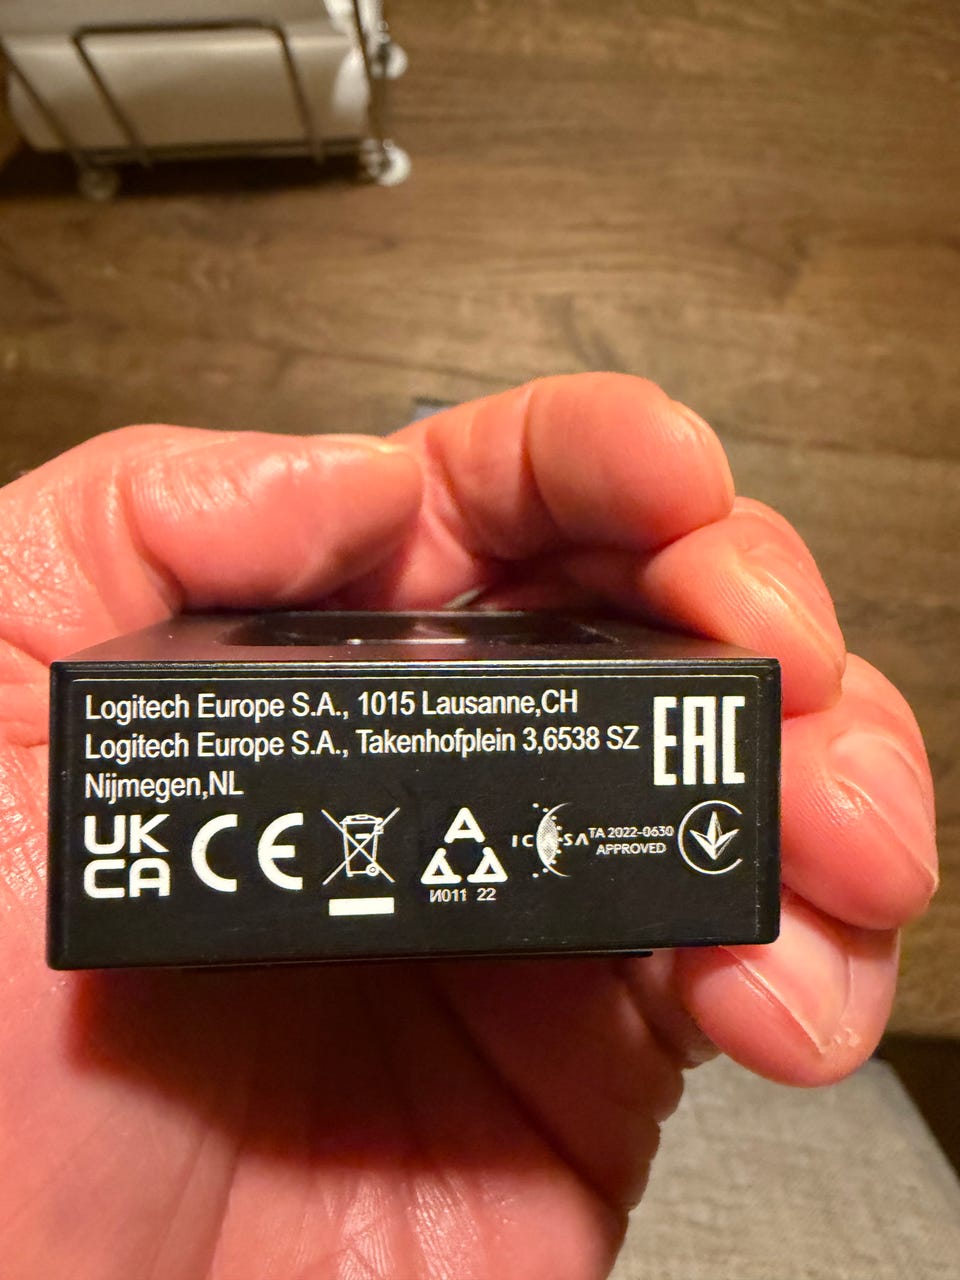 Logitech Europe S.A., 1015 Lausanne,CH
Logitech Europe S.A., Takenhofplein 3,6538 SZ
Nijmegen,NL
EAC
UK
CA
CE
AAA
И011 22
ICASA
TA 2022-0630
APPROVED